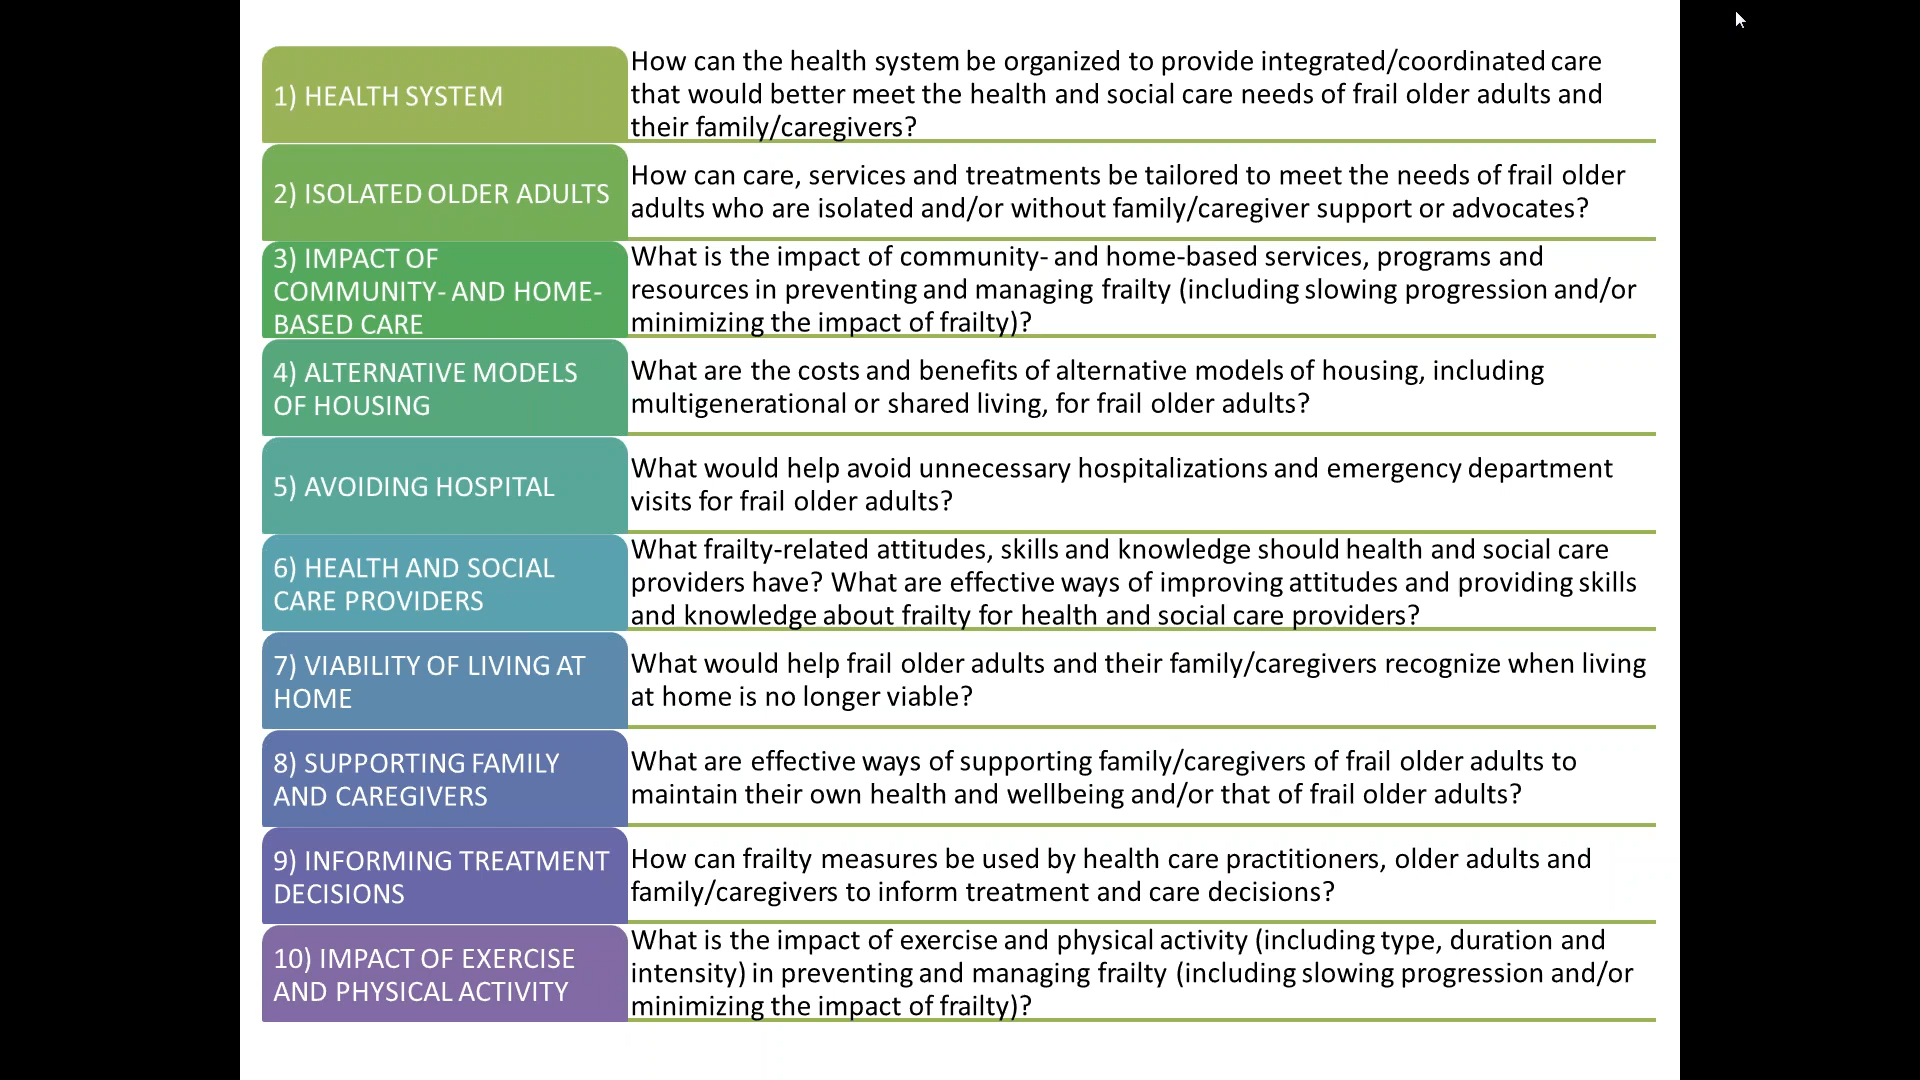 1) HEALTH SYSTEM
How can the health system be organized to provide integrated/coordinated care
that would better meet the health and social care needs of frail older adults and
their family/caregivers?
2) ISOLATED OLDER ADULTS
How can care, services and treatments be tailored to meet the needs of frail older
adults who are isolated and/or without family/caregiver support or advocates?
3) IMPACT OF
COMMUNITY- AND HOME-
BASED CARE
What is the impact of community- and home-based services, programs and
resources in preventing and managing frailty (including slowing progression and/or
minimizing the impact of frailty)?
4) ALTERNATIVE MODELS
OF HOUSING
What are the costs and benefits of alternative models of housing, including
multigenerational or shared living, for frail older adults?
5) AVOIDING HOSPITAL
What would help avoid unnecessary hospitalizations and emergency department
visits for frail older adults?
6) HEALTH AND SOCIAL
CARE PROVIDERS
What frailty-related attitudes, skills and knowledge should health and social care
providers have? What are effective ways of improving attitudes and providing skills
and knowledge about frailty for health and social care providers?
7) VIABILITY OF LIVING AT
HOME
What would help frail older adults and their family/caregivers recognize when living
at home is no longer viable?
8) SUPPORTING FAMILY
AND CAREGIVERS
What are effective ways of supporting family/caregivers of frail older adults to
maintain their own health and wellbeing and/or that of frail older adults?
9) INFORMING TREATMENT
DECISIONS
How can frailty measures be used by health care practitioners, older adults and
family/caregivers to inform treatment and care decisions?
10) IMPACT OF EXERCISE
AND PHYSICAL ACTIVITY
What is the impact of exercise and physical activity (including type, duration and
intensity) in preventing and managing frailty (including slowing progression and/or
minimizing the impact of frailty)?